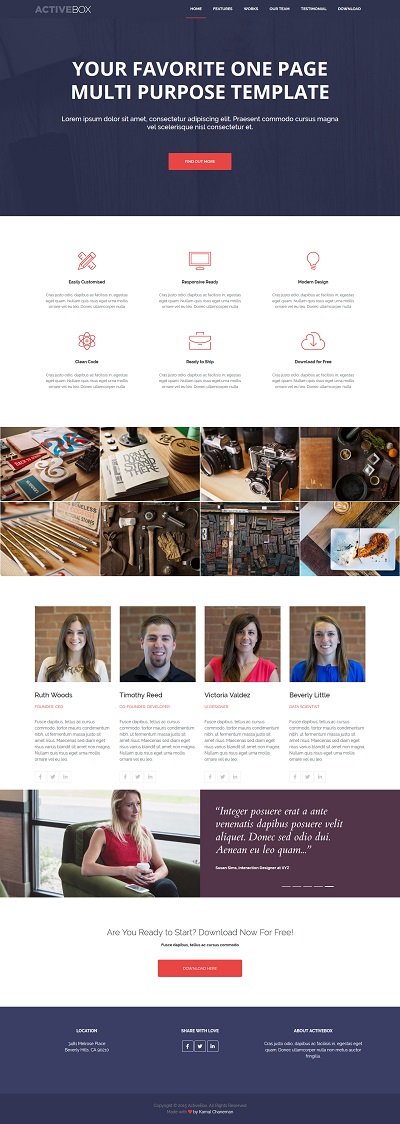 ACTIVEBOX
HOME FEATURES WORKS OUR TEAM TESTIMONIAL DOWNLOAD
YOUR FAVORITE ONE PAGE
MULTI PURPOSE TEMPLATE
Lorem ipsum dolor sit amet, consectetur adipiscing elit. Praesent commodo cursus magna
vel scelerisque nisl consectetur et.
FIND OUT MORE
Easily Customised
Cras justo odio, dapibus ac facilisis in, egestas
eget quam. Nullam quis risus eget urna mollis
ornare vel eu leo. Donec ullamcorper nulla
Responsive Ready
Cras justo odio, dapibus ac facilisis in, egestas
eget quam. Nullam quis risus eget urna mollis
ornare vel eu leo. Donec ullamcorper nulla
Modern Design
Cras justo odio, dapibus ac facilisis in, egestas
eget quam. Nullam quis risus eget urna mollis
ornare vel eu leo. Donec ullamcorper nulla
Clean Code
Cras justo odio, dapibus ac facilisis in, egestas
eget quam. Nullam quis risus eget urna mollis
ornare vel eu leo. Donec ullamcorper nulla
Ready to Ship
Cras justo odio, dapibus ac facilisis in, egestas
eget quam. Nullam quis risus eget urna mollis
ornare vel eu leo. Donec ullamcorper nulla
Download for Free
Cras justo odio, dapibus ac facilisis in, egestas
eget quam. Nullam quis risus eget urna mollis
ornare vel eu leo. Donec ullamcorper nulla
DON'T
JUST
STAND
THERE
Ruth Woods
FOUNDER, CEO
Fusce dapibus, tellus ac cursus
commodo, tortor mauris condimentum
nibh, ut fermentum massa justo sit amet
risus. Maecenas sed diam eget
risus varius blandit sit amet non magna.
Nullam quis risus eget urna mollis
ornare vel eu leo.
Timothy Reed
CO-FOUNDER, DEVELOPER
Fusce dapibus, tellus ac cursus
commodo, tortor mauris condimentum
nibh, ut fermentum massa justo sit amet
risus. Maecenas sed diam eget
risus varius blandit sit amet non magna.
Nullam quis risus eget urna mollis
ornare vel eu leo.
Victoria Valdez
UI DESIGNER
Fusce dapibus, tellus ac cursus
commodo, tortor mauris condimentum
nibh, ut fermentum massa justo sit amet
risus. Maecenas sed diam eget
risus varius blandit sit amet non magna.
Nullam quis risus eget urna mollis
ornare vel eu leo.
Beverly Little
DATA SCIENTIST
Fusce dapibus, tellus ac cursus
commodo, tortor mauris condimentum
nibh, ut fermentum massa justo sit amet
risus. Maecenas sed diam eget
risus varius blandit sit amet non magna.
Nullam quis risus eget urna mollis
ornare vel eu leo.
"Integer posuere erat a ante
venenatis dapibus posuere velit
aliquet. Donec sed odio dui.
Aenean eu leo quam..."
Susan Sims, Interaction Designer at XYZ
Are You Ready to Start? Download Now For Free!
Fusce dapibus, tellus ac cursus commodo
DOWNLOAD HERE
LOCATION
3481 Melrose Place
Beverly Hills, CA 90210
SHARE WITH LOVE
ABOUT ACTIVEBOX
Cras justo odio, dapibus ac facilisis in, egestas eget
quam. Donec ullamcorper nulla non metus auctor
fringilla
Copyright © 2015 ActiveBox. All Rights Reserved
Made with ❤ by Kamal Chaneman